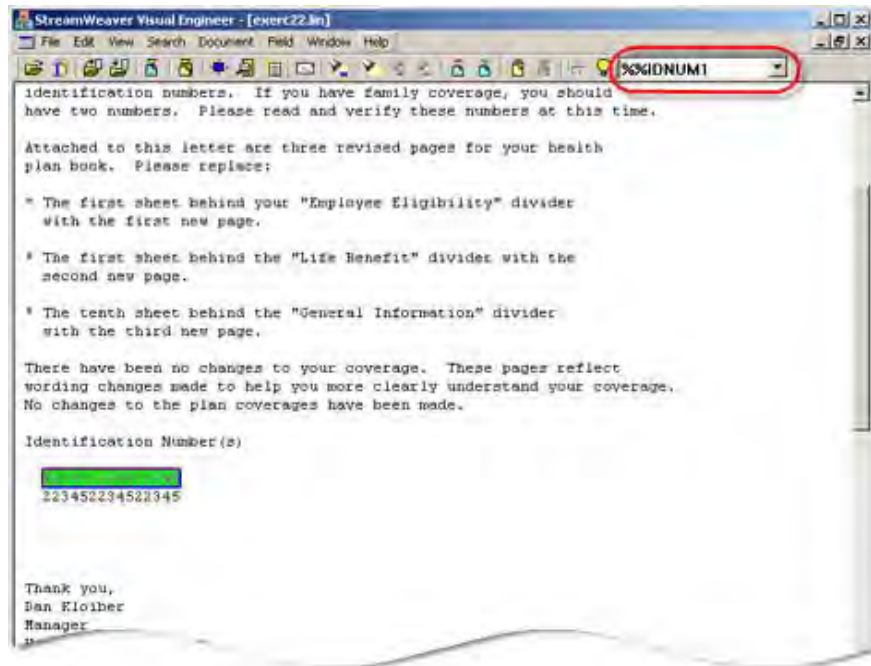 StreamWeaver Visual Engineer - [exerc22.lin]
File Edit View Search Document Field Window Help
%%IDNUM1
identification numbers. If you have family coverage, you should
have two numbers. Please read and verify these numbers at this time.
Attached to this letter are three revised pages for your health
plan book. Please replace:
* The first sheet behind your "Employee Eligibility" divider
with the first new page.
* The first sheet behind the "Life Benefit" divider with the
second new page.
* The tenth sheet behind the "General Information" divider
with the third new page.
There have been no changes to your coverage. These pages reflect
wording changes made to help you more clearly understand your coverage.
No changes to the plan coverages have been made.
Identification Number(s)
223452234522345
Thank you,
Dan Kloiber
Manager